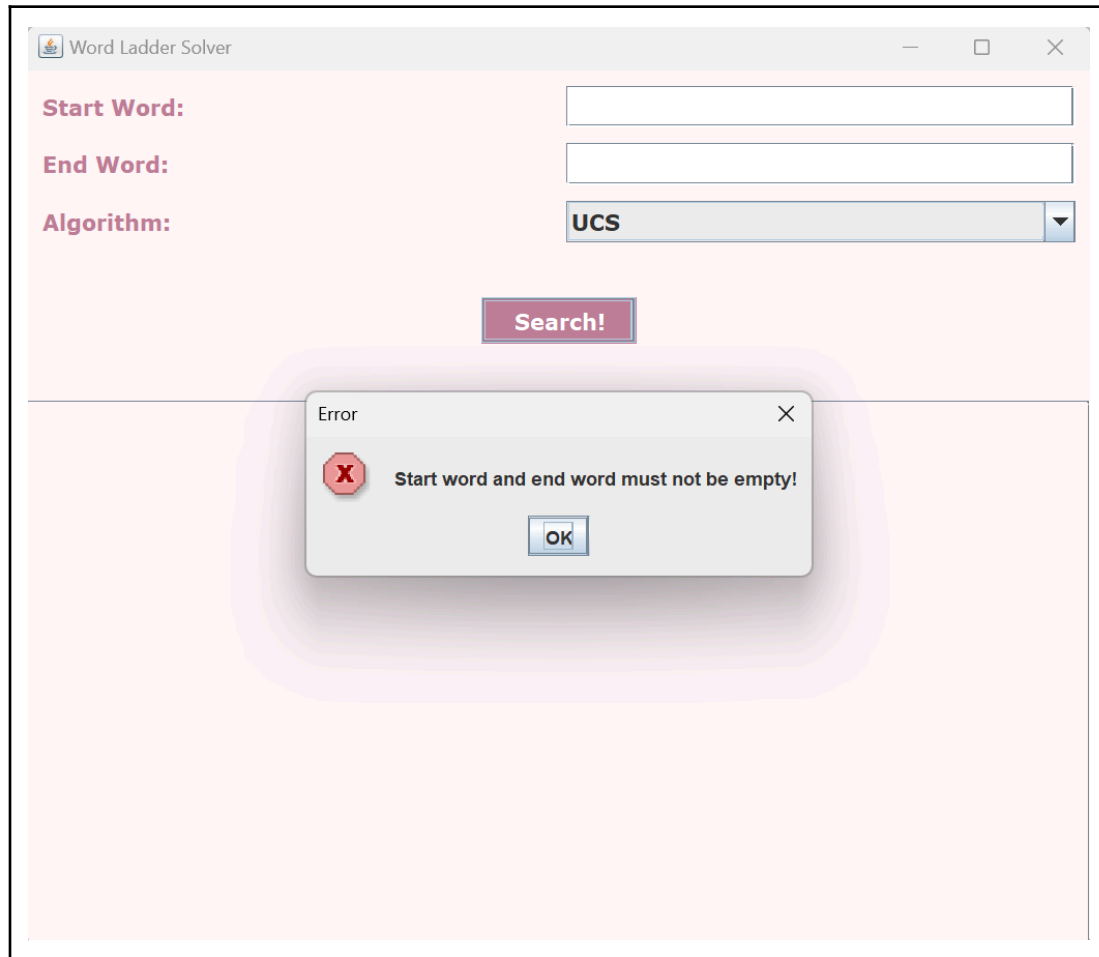 Word Ladder Solver
Start Word:
End Word:
Algorithm:
UCS
Search!
Error
Start word and end word must not be empty!
OK